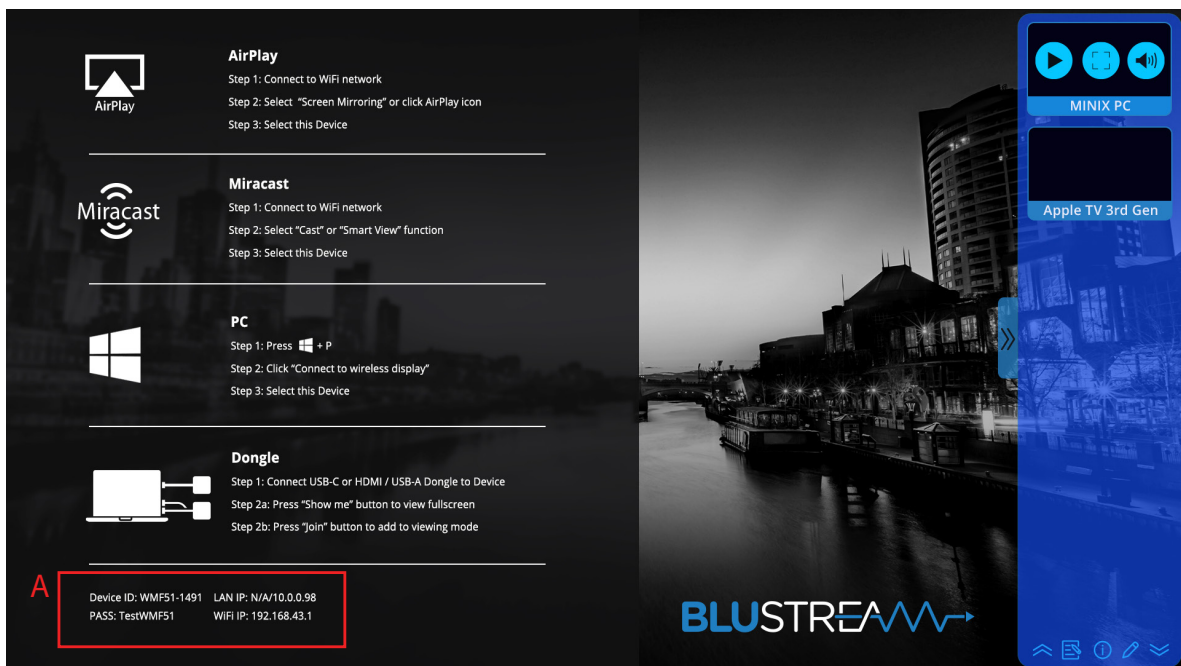 AirPlay
AirPlay
Step 1: Connect to WiFi network
Step 2: Select “Screen Mirroring” or click AirPlay icon
Step 3: Select this Device
Miracast
Miracast
Step 1: Connect to WiFi network
Step 2: Select “Cast” or “Smart View” function
Step 3: Select this Device
PC
Step 1: Press + P
Step 2: Click “Connect to wireless display”
Step 3: Select this Device
Dongle
Step 1: Connect USB-C or HDMI / USB-A Dongle to Device
Step 2a: Press “Show me” button to view fullscreen
Step 2b: Press “Join” button to add to viewing mode
A
Device ID: WMF51-1491 LAN IP: N/A/10.0.0.98
PASS: TestWMF51 WiFi IP: 192.168.43.1
BLUSTREAM
MINIX PC
Apple TV 3rd Gen